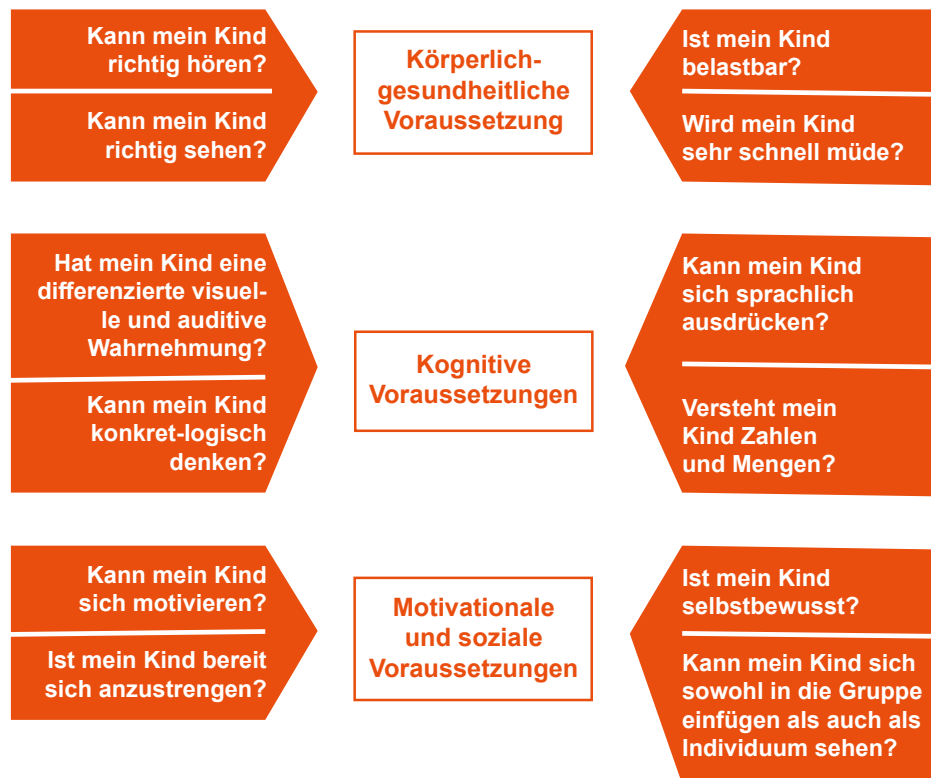 Kann mein Kind
richtig hören?
Kann mein Kind
richtig sehen?
Körperlich-
gesundheitliche
Voraussetzung
Ist mein Kind
belastbar?
Wird mein Kind
sehr schnell müde?
Hat mein Kind eine
differenzierte visuel-
le und auditive
Wahrnehmung?
Kann mein Kind
konkret-logisch
denken?
Kognitive
Voraussetzungen
Kann mein Kind
sich sprachlich
ausdrücken?
Versteht mein
Kind Zahlen
und Mengen?
Kann mein Kind
sich motivieren?
Ist mein Kind bereit
sich anzustrengen?
Motivationale
und soziale
Voraussetzungen
Ist mein Kind
selbstbewusst?
Kann mein Kind sich
sowohl in die Gruppe
einfügen als auch als
Individuum sehen?